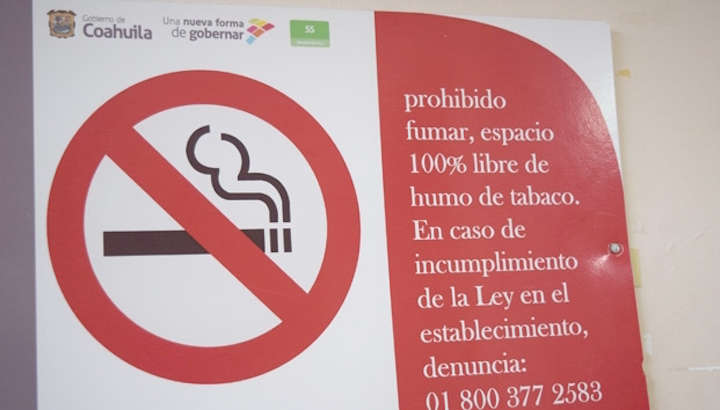 Gobierno de
Coahuila
Una nueva forma
de gobernar
SS
prohibido
fumar, espacio
100% libre de
humo de tabaco.
En caso de
incumplimiento
de la Ley en el
establecimiento,
denuncia:
01 800 377 2583